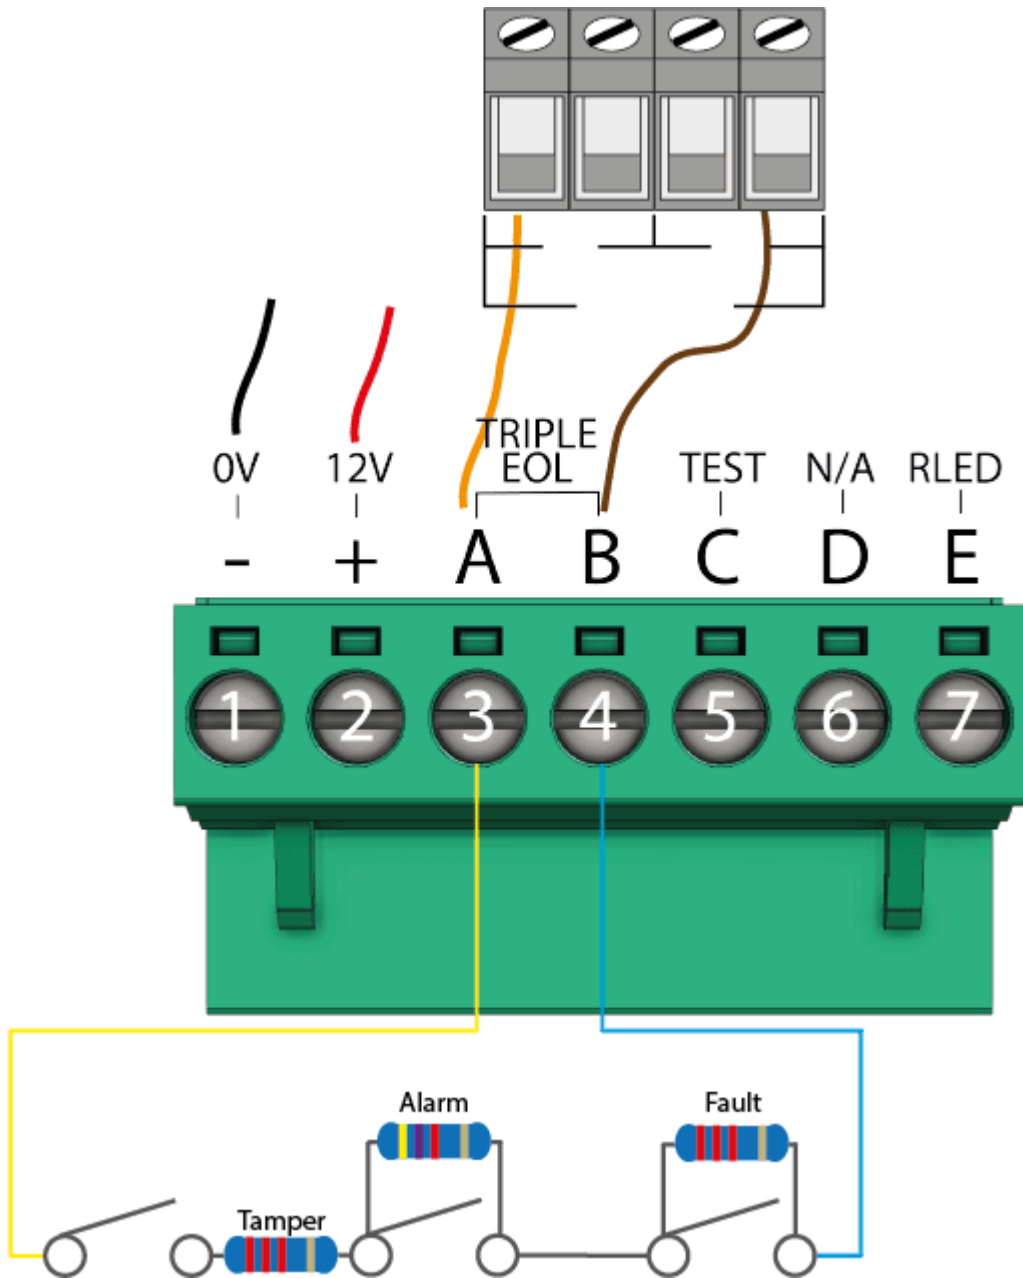 TRIPLE
EOL
0V 12V TEST N/A RLED
- + A B C D E
1 2 3 4 5 6 7
Alarm Fault
Tamper